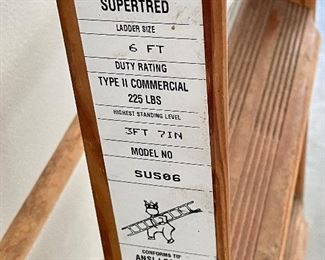 SUPERTRED
LADDER SIZE
6 FT
DUTY RATING
TYPE II COMMERCIAL
225 LBS
HIGHEST STANDING LEVEL
3FT 7IN
MODEL NO
SUS06
CONFORMS TO
ANSI